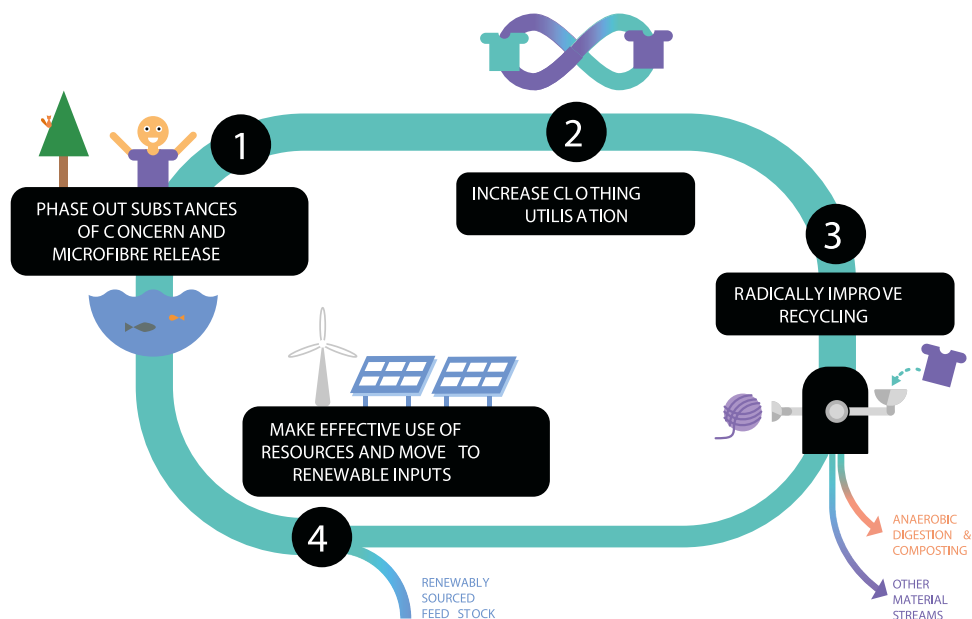 1
PHASE OUT SUBSTANCES
OF CONCERN AND
MICROFIBRE RELEASE
2
INCREASE CLOTHING
UTILISATION
3
RADICALLY IMPROVE
RECYCLING
MAKE EFFECTIVE USE OF
RESOURCES AND MOVE TO
RENEWABLE INPUTS
4
RENEWABLY
SOURCED
FEED STOCK
ANAEROBIC
DIGESTION &
COMPOSTING
OTHER
MATERIAL
STREAMS